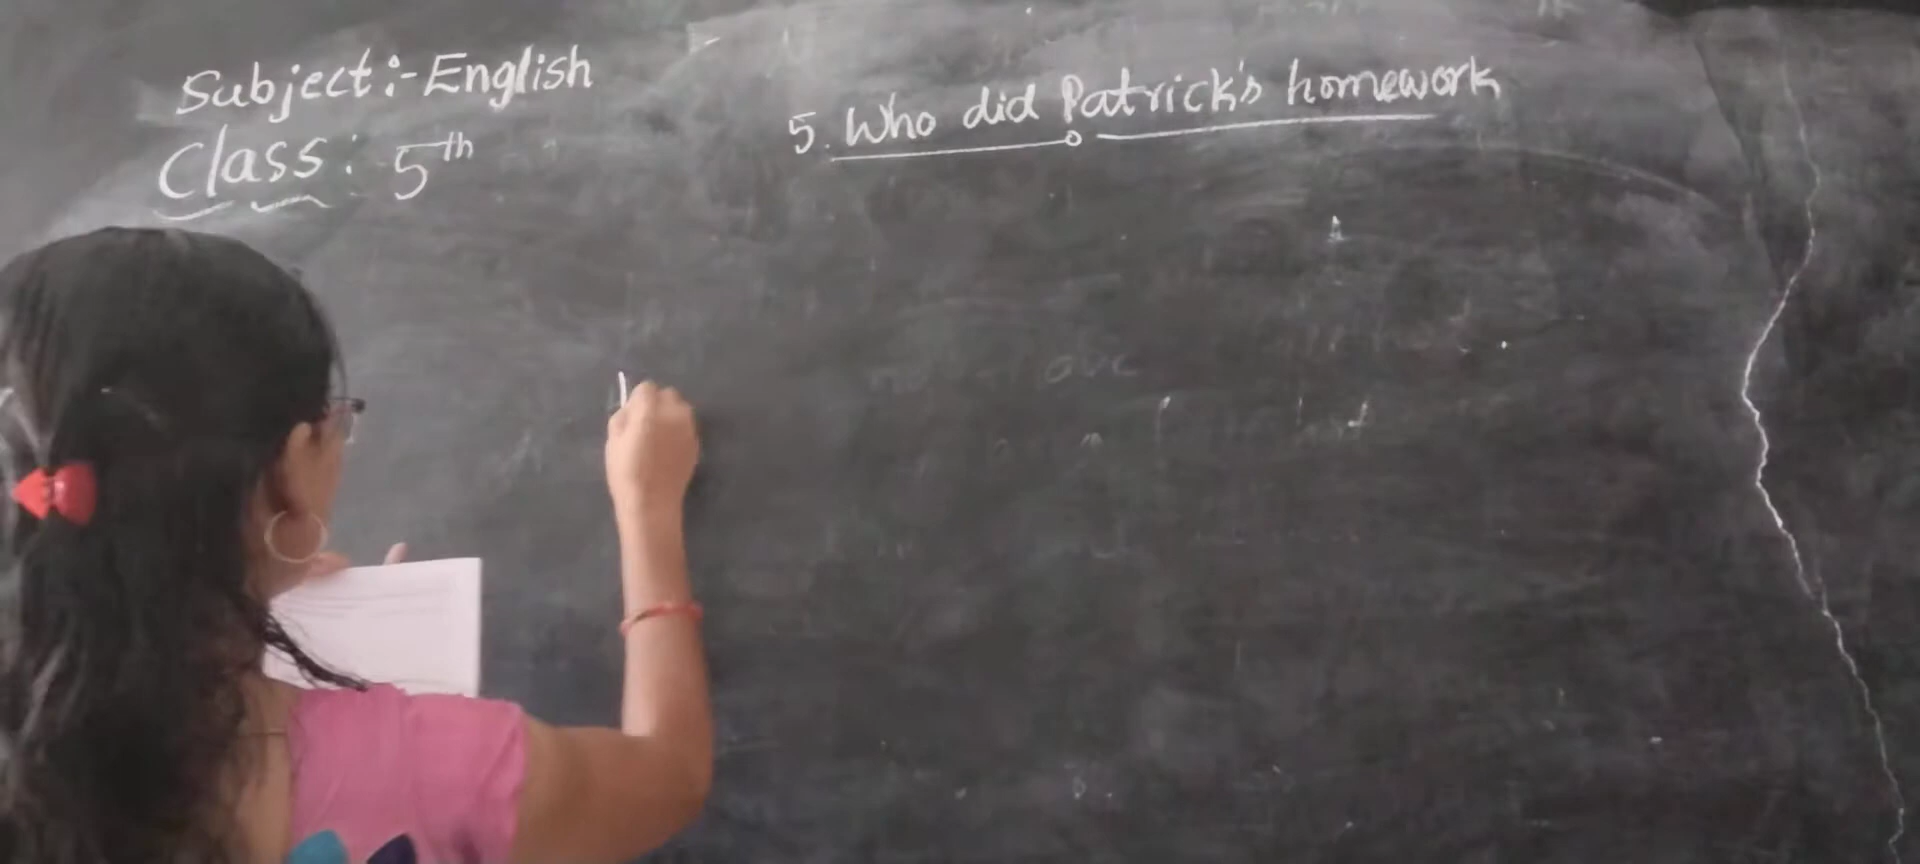 Subject:- English
Class: 5th
5. Who did Patrick's homework